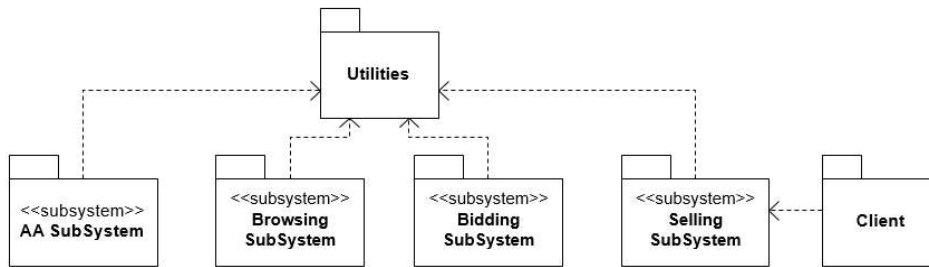 Utilities
<<subsystem>>
AA SubSystem
<<subsystem>>
Browsing
SubSystem
<<subsystem>>
Bidding
SubSystem
<<subsystem>>
Selling
SubSystem
Client